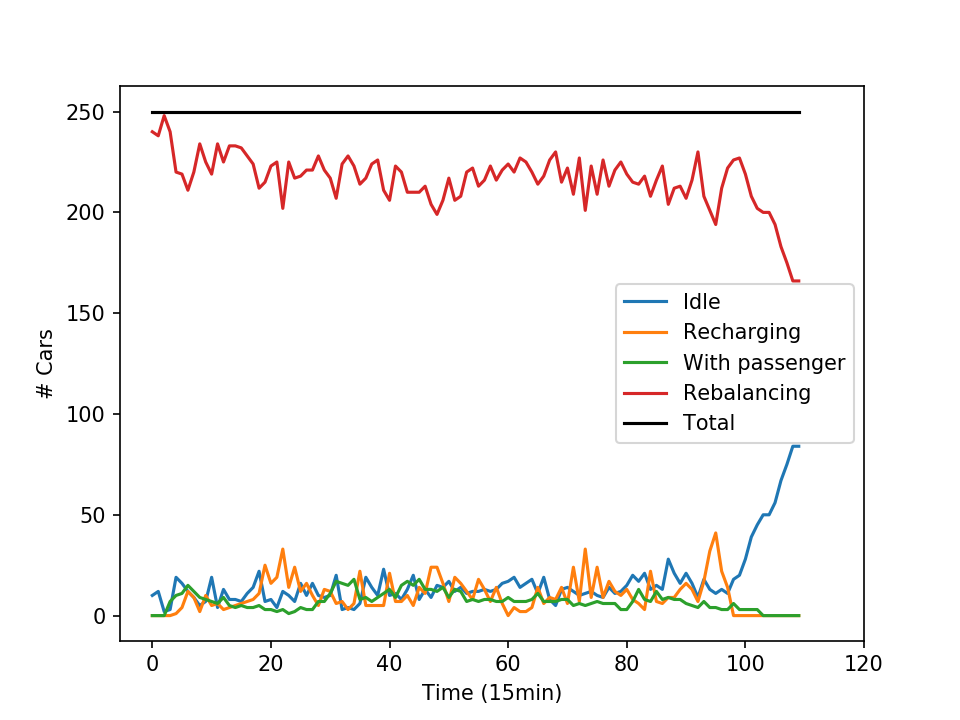 250
200
150
100
50
0
# Cars
Idle
Recharging
With passenger
Rebalancing
Total
0 20 40 60 80 100 120
Time (15min)